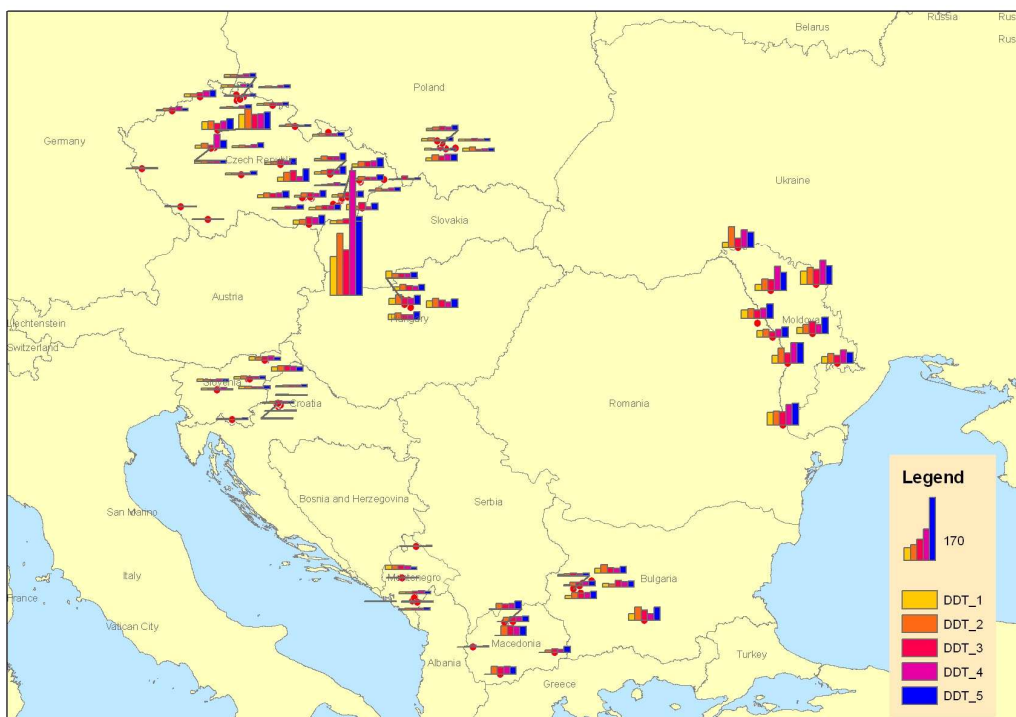 Belarus
Russia
Rus
Rus
Poland
Germany
Ukraine
Czech Republi
Slovakia
Austria
Moldova
Liechtenstein
Hungary
Switzerland
Slovenia
Croatia
Romania
Bosnia and Herzegovina
Serbia
San Marino
Italy
Montenegro
Bulgaria
France
Vatican City
Macedonia
Albania
Turkey
Greece
Legend
170
DDT_1
DDT_2
DDT_3
DDT_4
DDT_5